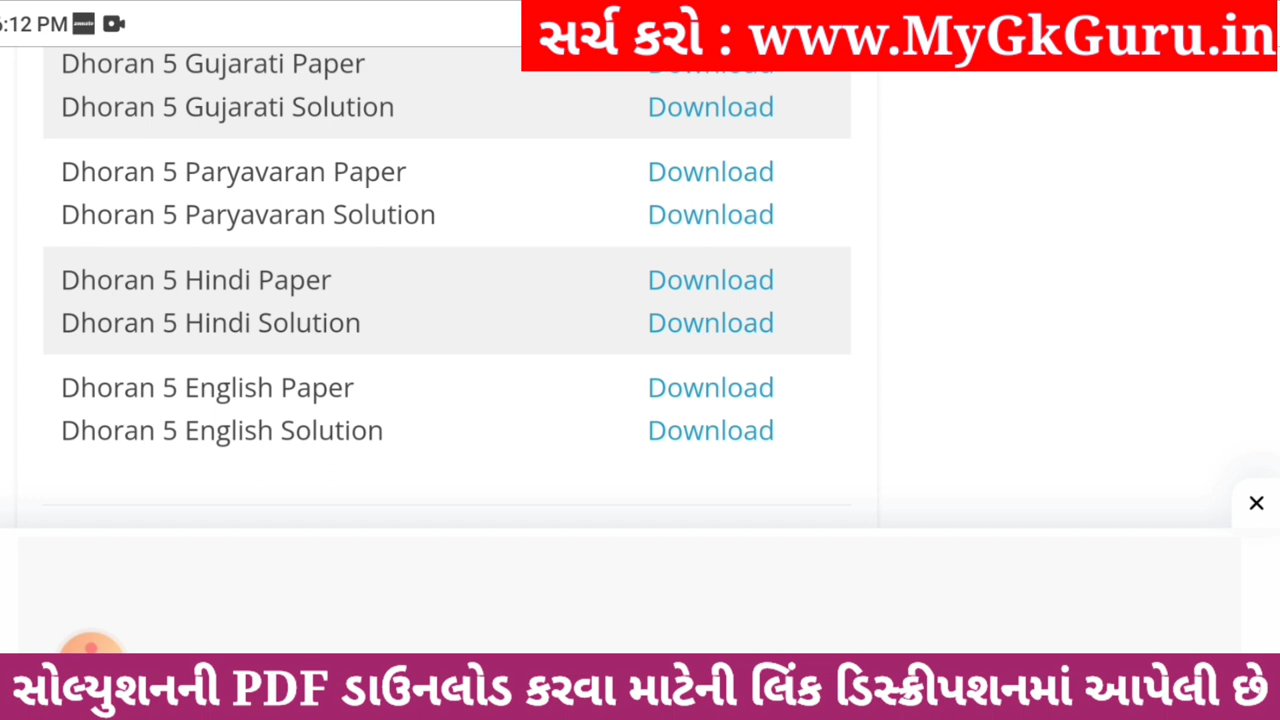 6:12 PM
સર્ચ કરો : www.MyGkGuru.in
Dhoran 5 Gujarati Paper
Dhoran 5 Gujarati Solution Download
Dhoran 5 Paryavaran Paper Download
Dhoran 5 Paryavaran Solution Download
Dhoran 5 Hindi Paper Download
Dhoran 5 Hindi Solution Download
Dhoran 5 English Paper Download
Dhoran 5 English Solution Download
સોલ્યુશનની PDF ડાઉનલોડ કરવા માટેની લિંક ડિસ્ક્રીપશનમાં આપેલી છે